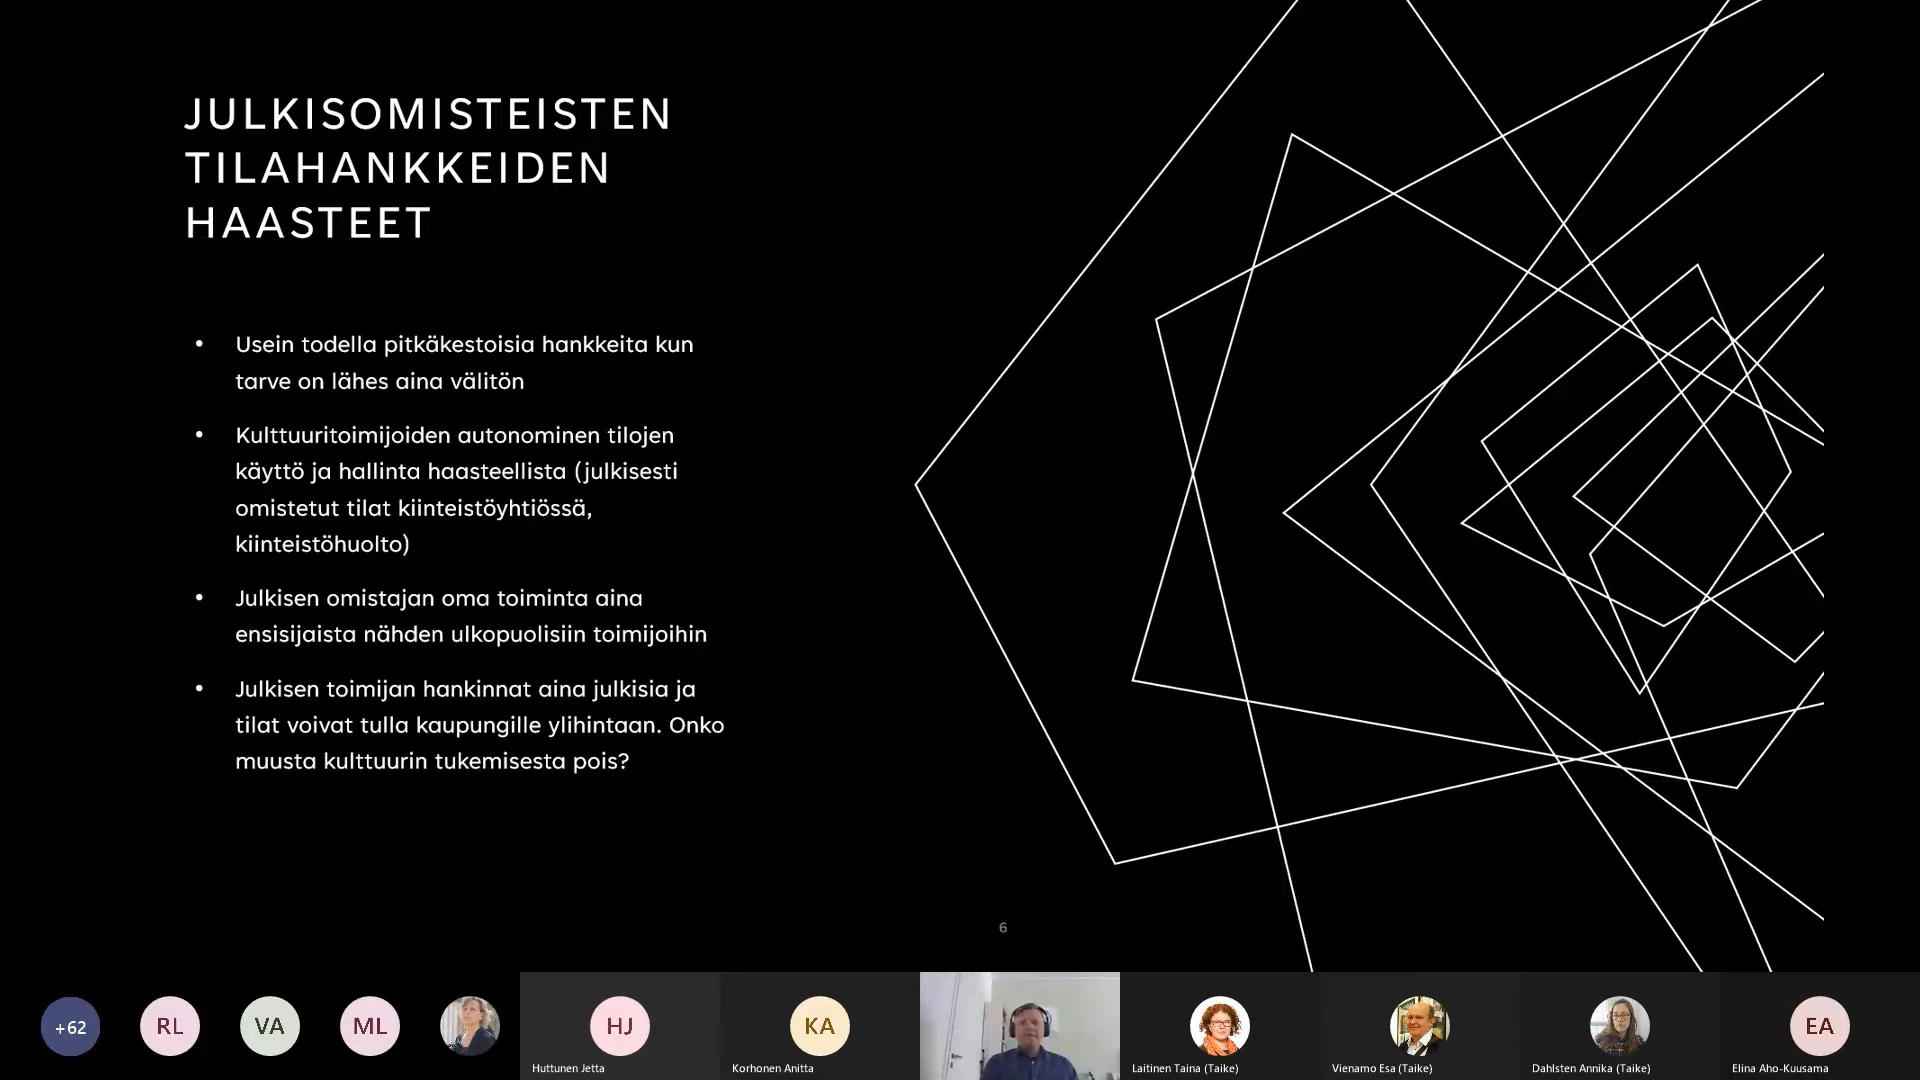 JULKISOMISTEISTEN
TILAHANKKEIDEN
HAASTEET
• Usein todella pitkäkestoisia hankkeita kun
tarve on lähes aina välitön
• Kulttuuritoimijoiden autonominen tilojen
käyttö ja hallinta haasteellista (julkisesti
omistetut tilat kiinteistöyhtiössä,
kiinteistöhuolto)
• Julkisen omistajan oma toiminta aina
ensisijaista nähden ulkopuolisiin toimijoihin
• Julkisen toimijan hankinnat aina julkisia ja
tilat voivat tulla kaupungille ylihintaan. Onko
muusta kulttuurin tukemisesta pois?
6
+62
RL
VA
ML
HJ
Huttunen Jetta
KA
Korhonen Anitta
Laitinen Taina (Taike)
Vienamo Esa (Taike)
Dahlsten Annika (Taike)
EA
Elina Aho-Kuusama